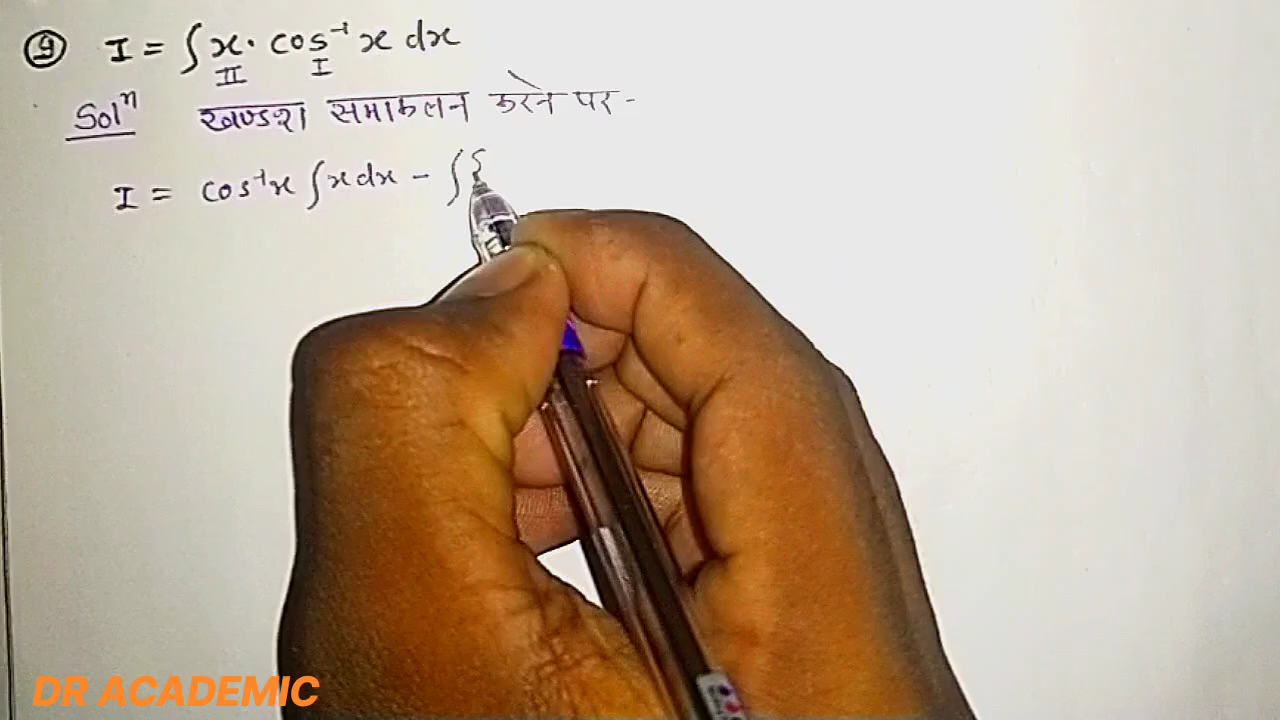 ⑨ I = ∫x. cos⁻¹x dx
II I
Solⁿ खण्डश समाकलन करने पर -
I = cos⁻¹x ∫x dx - ∫{
DR ACADEMIC